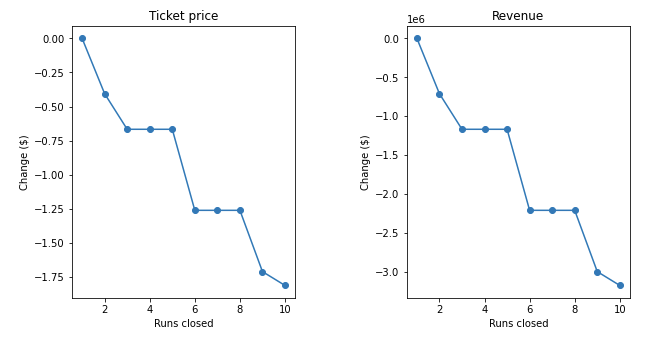 Ticket price
0.00
−0.25
−0.50
−0.75
−1.00
−1.25
−1.50
−1.75
Change ($)
2 4 6 8 10
Runs closed
Revenue
1e6
0.0
−0.5
−1.0
−1.5
−2.0
−2.5
−3.0
Change ($)
2 4 6 8 10
Runs closed